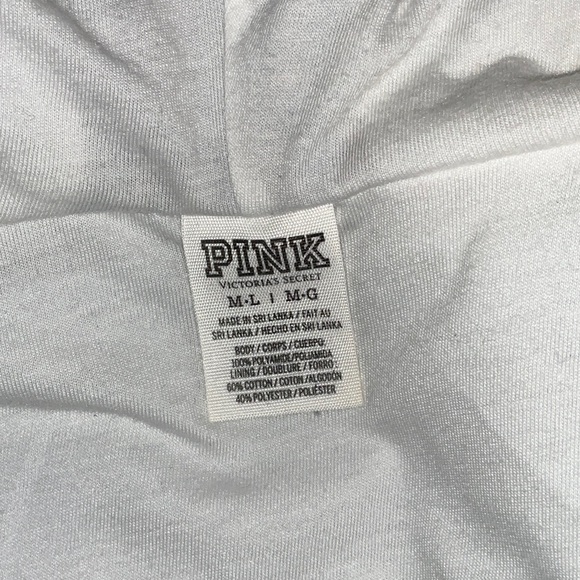 PINK
VICTORIA'S SECRET
M•L | M•G
MADE IN SRI LANKA / FAIT AU
SRI LANKA / HECHO EN SRI LANKA
BODY / CORPS / CUERPO
100% POLYAMIDE/POLIAMIDA
LINING / DOUBLURE / FORRO
60% COTTON / COTON / ALGODÓN
40% POLYESTER / POLIÉSTER